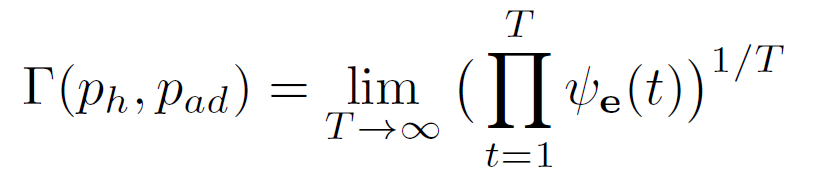 Γ(p_h, p_{ad}) = \lim_{T→∞} ( \prod_{t=1}^{T} ψ_{\mathbf{e}}(t) )^{1/T}